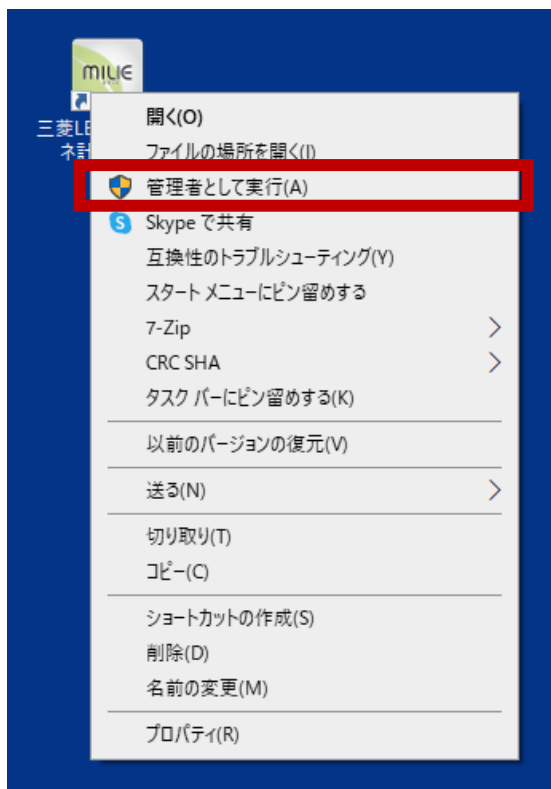 MILIE
三菱LE
ネ計
開く(O)
ファイルの場所を開く(I)
管理者として実行(A)
S
Skype で共有
互換性のトラブルシューティング(Y)
スタート メニューにピン留めする
7-Zip
CRC SHA
タスク バーにピン留めする(K)
以前のバージョンの復元(V)
送る(N)
切り取り(T)
コピー(C)
ショートカットの作成(S)
削除(D)
名前の変更(M)
プロパティ(R)